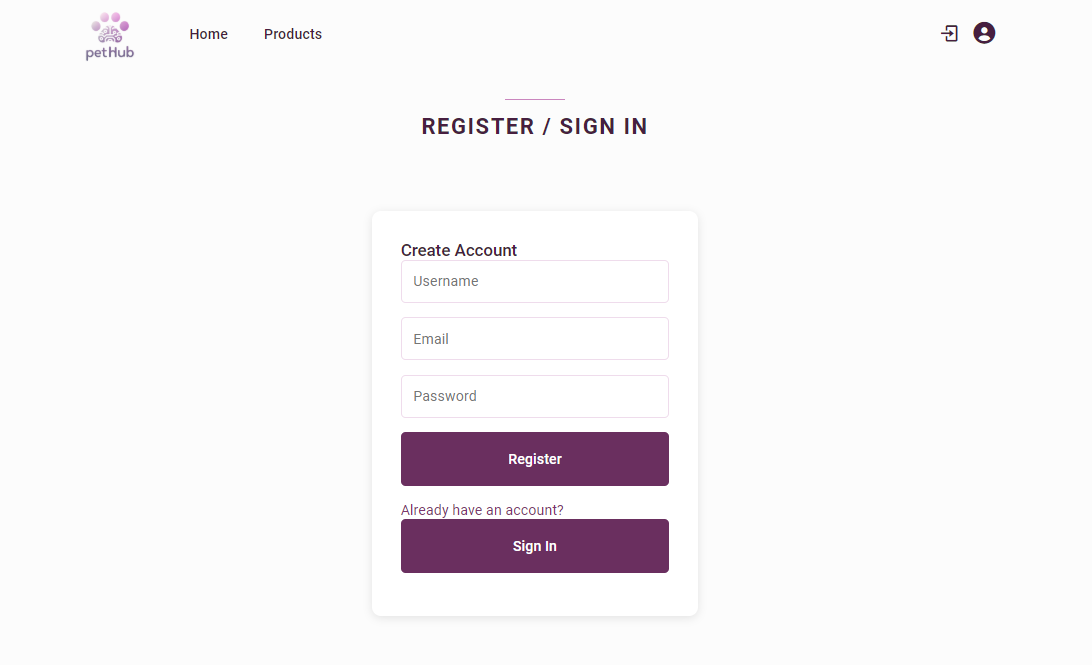 petHub
Home
Products
REGISTER / SIGN IN
Create Account
Username
Email
Password
Register
Already have an account?
Sign In